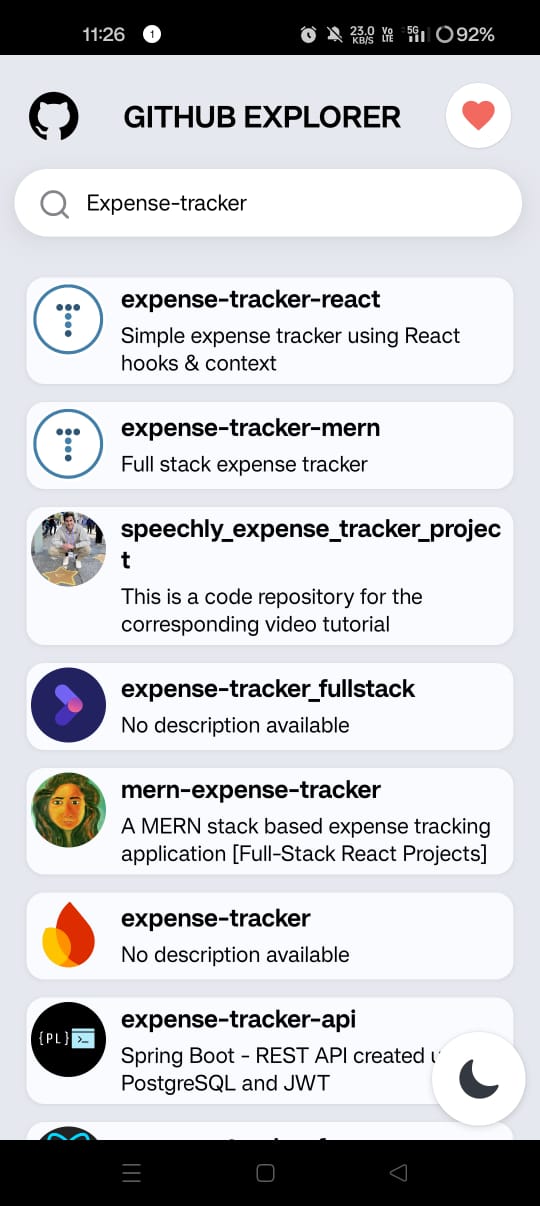 11:26 1 23.0 KB/S Vo LTE 5G 92%
GITHUB EXPLORER
Expense-tracker
expense-tracker-react
Simple expense tracker using React
hooks & context
expense-tracker-mern
Full stack expense tracker
speechly_expense_tracker_projec
t
This is a code repository for the
corresponding video tutorial
expense-tracker_fullstack
No description available
mern-expense-tracker
A MERN stack based expense tracking
application [Full-Stack React Projects]
expense-tracker
No description available
{PL}
expense-tracker-api
Spring Boot - REST API created
PostgreSQL and JWT